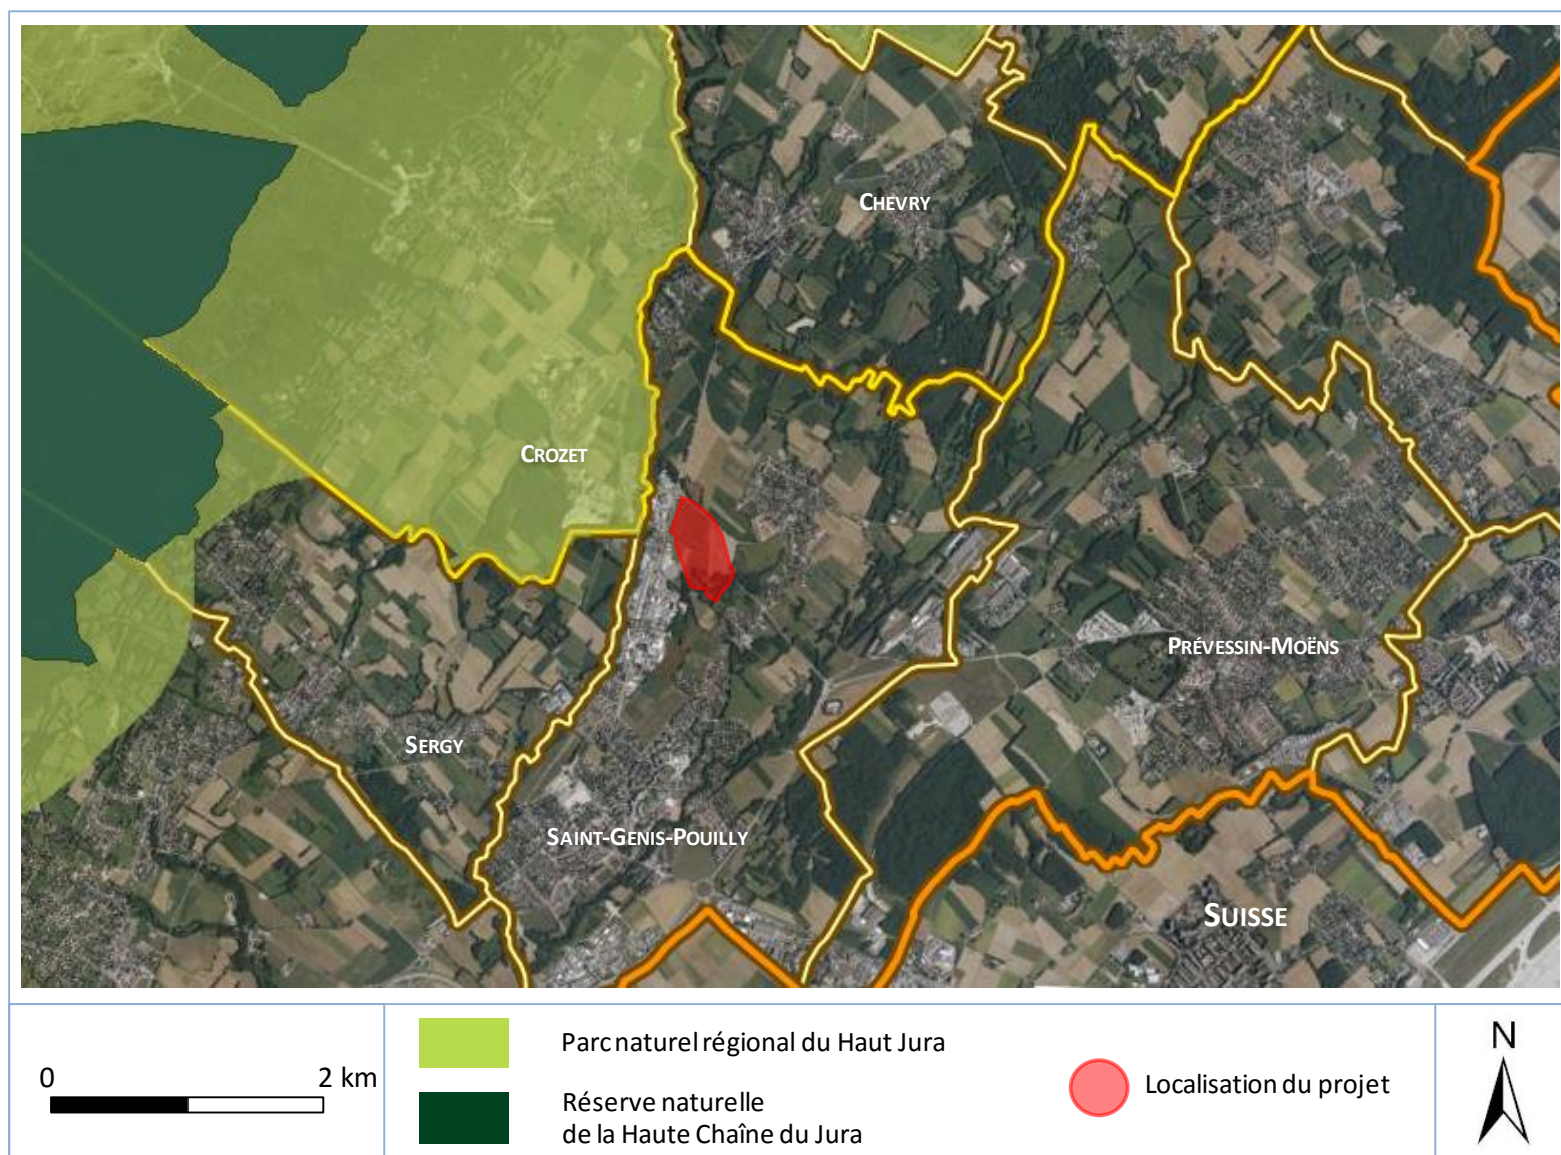 CHEVRY
CROZET
PRÉVESSIN-MOËNS
SERGY
SAINT-GENIS-POUILLY
SUISSE
0 2 km
Parc naturel régional du Haut Jura
Réserve naturelle
de la Haute Chaîne du Jura
Localisation du projet
N